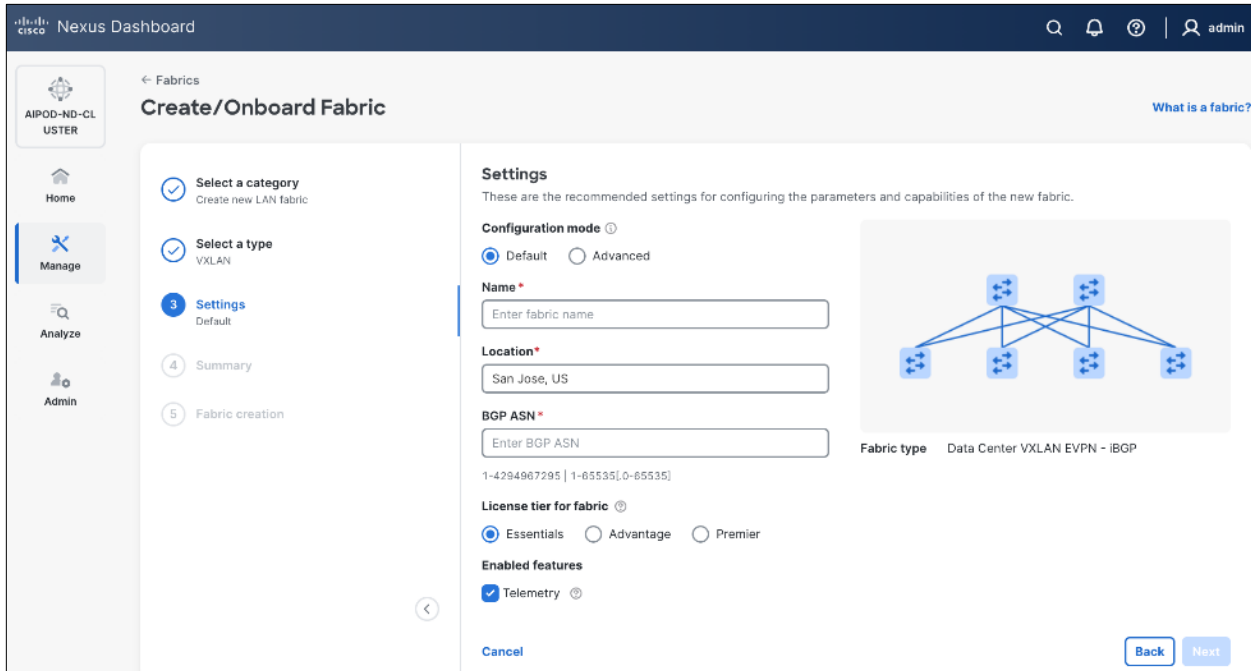 cisco Nexus Dashboard
admin
AIPOD-ND-CL
USTER
Home
Manage
Analyze
Admin
← Fabrics
Create/Onboard Fabric
What is a fabric?
Select a category
Create new LAN fabric
Select a type
VXLAN
3 Settings
Default
4 Summary
5 Fabric creation
Settings
These are the recommended settings for configuring the parameters and capabilities of the new fabric.
Configuration mode
Default Advanced
Name*
Enter fabric name
Location*
San Jose, US
BGP ASN*
Enter BGP ASN
1-4294967295 | 1-65535[.0-65535]
License tier for fabric
Essentials Advantage Premier
Enabled features
Telemetry
Fabric type Data Center VXLAN EVPN - iBGP
Cancel
Back Next